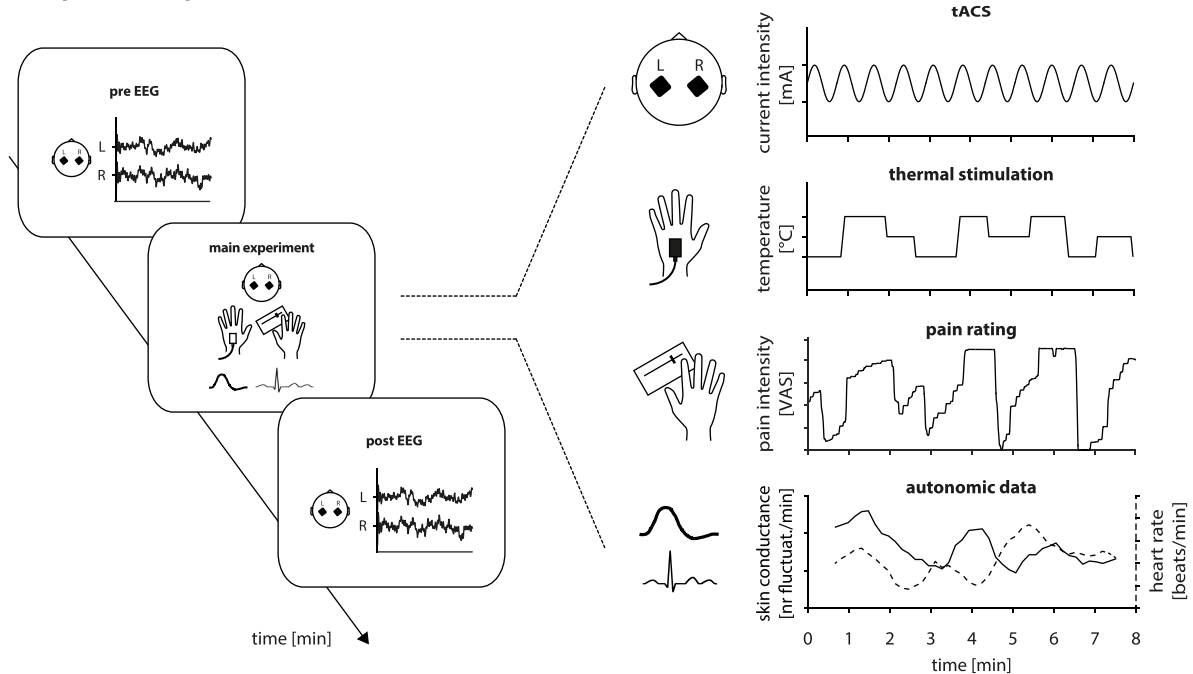 pre EEG
L R
L
R
main experiment
L R
post EEG
L R
L
R
time [min]
L R
tACS
current intensity
[mA]
thermal stimulation
temperature
[°C]
pain rating
pain intensity
[VAS]
autonomic data
skin conductance
[nr fluctuat./min]
heart rate
[beats/min]
0 1 2 3 4 5 6 7 8
time [min]